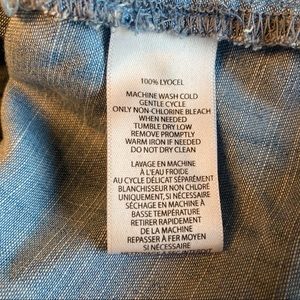 100% LYOCEL
MACHINE WASH COLD
GENTLE CYCLE
ONLY NON-CHLORINE BLEACH
WHEN NEEDED
TUMBLE DRY LOW
REMOVE PROMPTLY
WARM IRON IF NEEDED
DO NOT DRY CLEAN
LAVAGE EN MACHINE
À L'EAU FROIDE
AU CYCLE DÉLICAT SÉPARÉMENT
BLANCHISSEUR NON CHLORÉ
UNIQUEMENT, SI NÉCESSAIRE
SÉCHAGE EN MACHINE À
BASSE TEMPÉRATURE
RETIRER RAPIDEMENT
DE LA MACHINE
REPASSER À FER MOYEN
SI NÉCESSAIRE